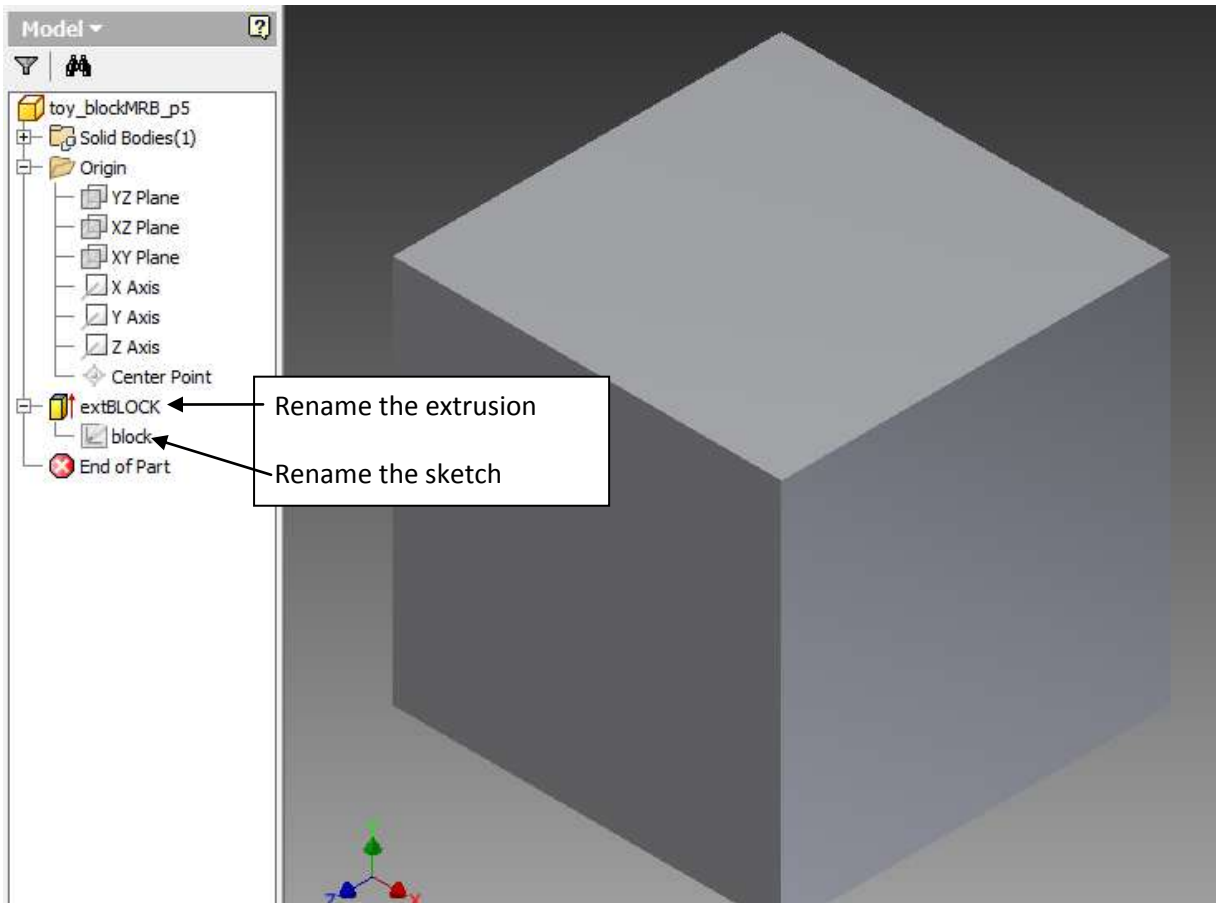 Model
toy_blockMRB_p5
Solid Bodies(1)
Origin
YZ Plane
XZ Plane
XY Plane
X Axis
Y Axis
Z Axis
Center Point
extBLOCK
block
End of Part
Rename the extrusion
Rename the sketch
Y
Z
X